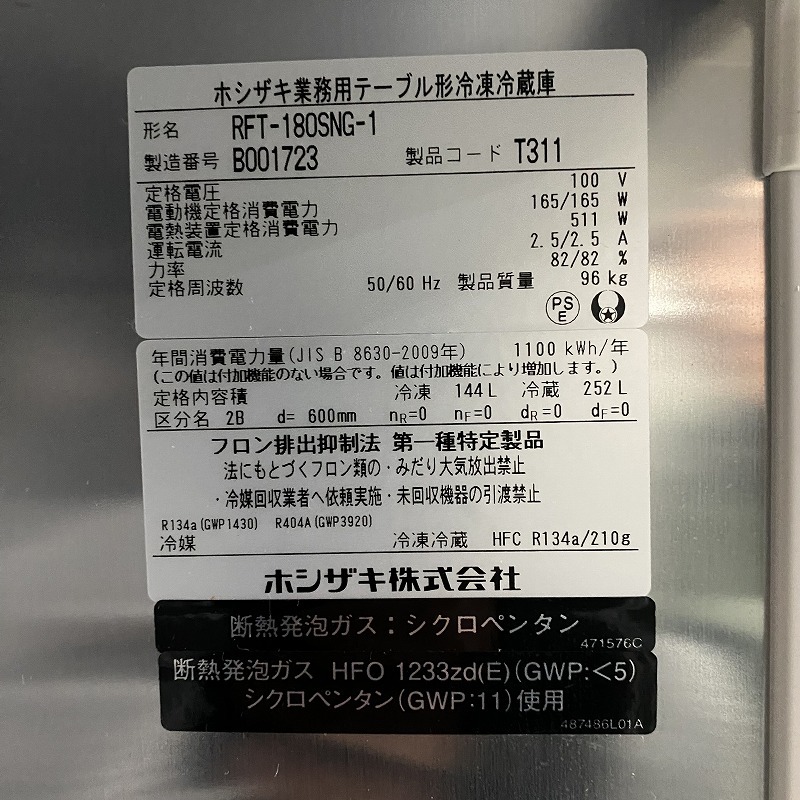 ホシザキ業務用テーブル形冷凍冷蔵庫
形名 RFT-180SNG-1
製造番号 B001723 製品コード T311
定格電圧 100 V
電動機定格消費電力 165/165 W
電熱装置定格消費電力 511 W
運転電流 2.5/2.5 A
力率 82/82 %
定格周波数 50/60 Hz 製品質量 96 kg
PS
E
年間消費電力量(JIS B 8630-2009年) 1100 kWh/年
(この値は付加機能のない場合です。値は付加機能により増加します。)
定格内容積 冷凍 144 L 冷蔵 252 L
区分名 2B d= 600mm nR=0 nF=0 dR=0 dF=0
フロン排出抑制法 第一種特定製品
法にもとづくフロン類の・みだり大気放出禁止
・冷媒回収業者へ依頼実施・未回収機器の引渡禁止
R134a(GWP1430) R404A(GWP3920)
冷媒 冷凍冷蔵 HFC R134a/210g
ホシザキ株式会社
断熱発泡ガス：シクロペンタン
471576C
断熱発泡ガス HFO 1233zd(E)(GWP:<5)
シクロペンタン(GWP:11)使用
487486L01A